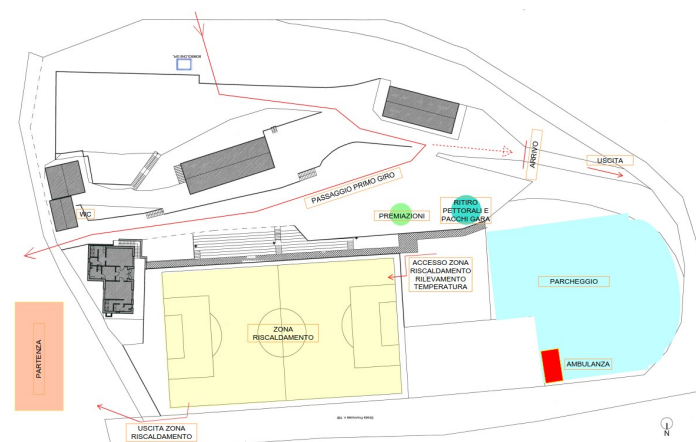 ARRIVO
USCITA
PASSAGGIO PRIMO GIRO
WC
PREMIAZIONI
RITIRO
PETTORALI E
PACCHI GARA
ACCESSO ZONA
RISCALDAMENTO
RILEVAMENTO
TEMPERATURA
PARCHEGGIO
ZONA
RISCALDAMENTO
PARTENZA
AMBULANZA
USCITA ZONA
RISCALDAMENTO
N